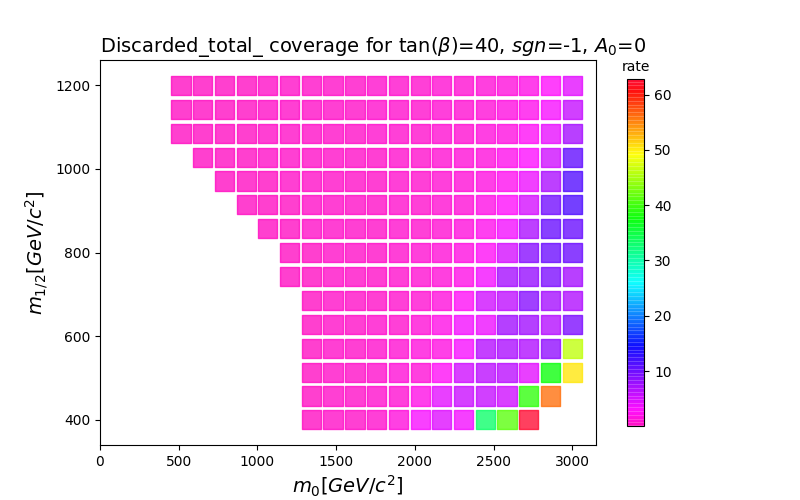 Discarded_total_ coverage for tan(β)=40, sgn=-1, A₀=0
rate
1200
1000
800
600
400
60
50
40
30
20
10
0 500 1000 1500 2000 2500 3000
m₁/₂[GeV/c²]
m₀[GeV/c²]